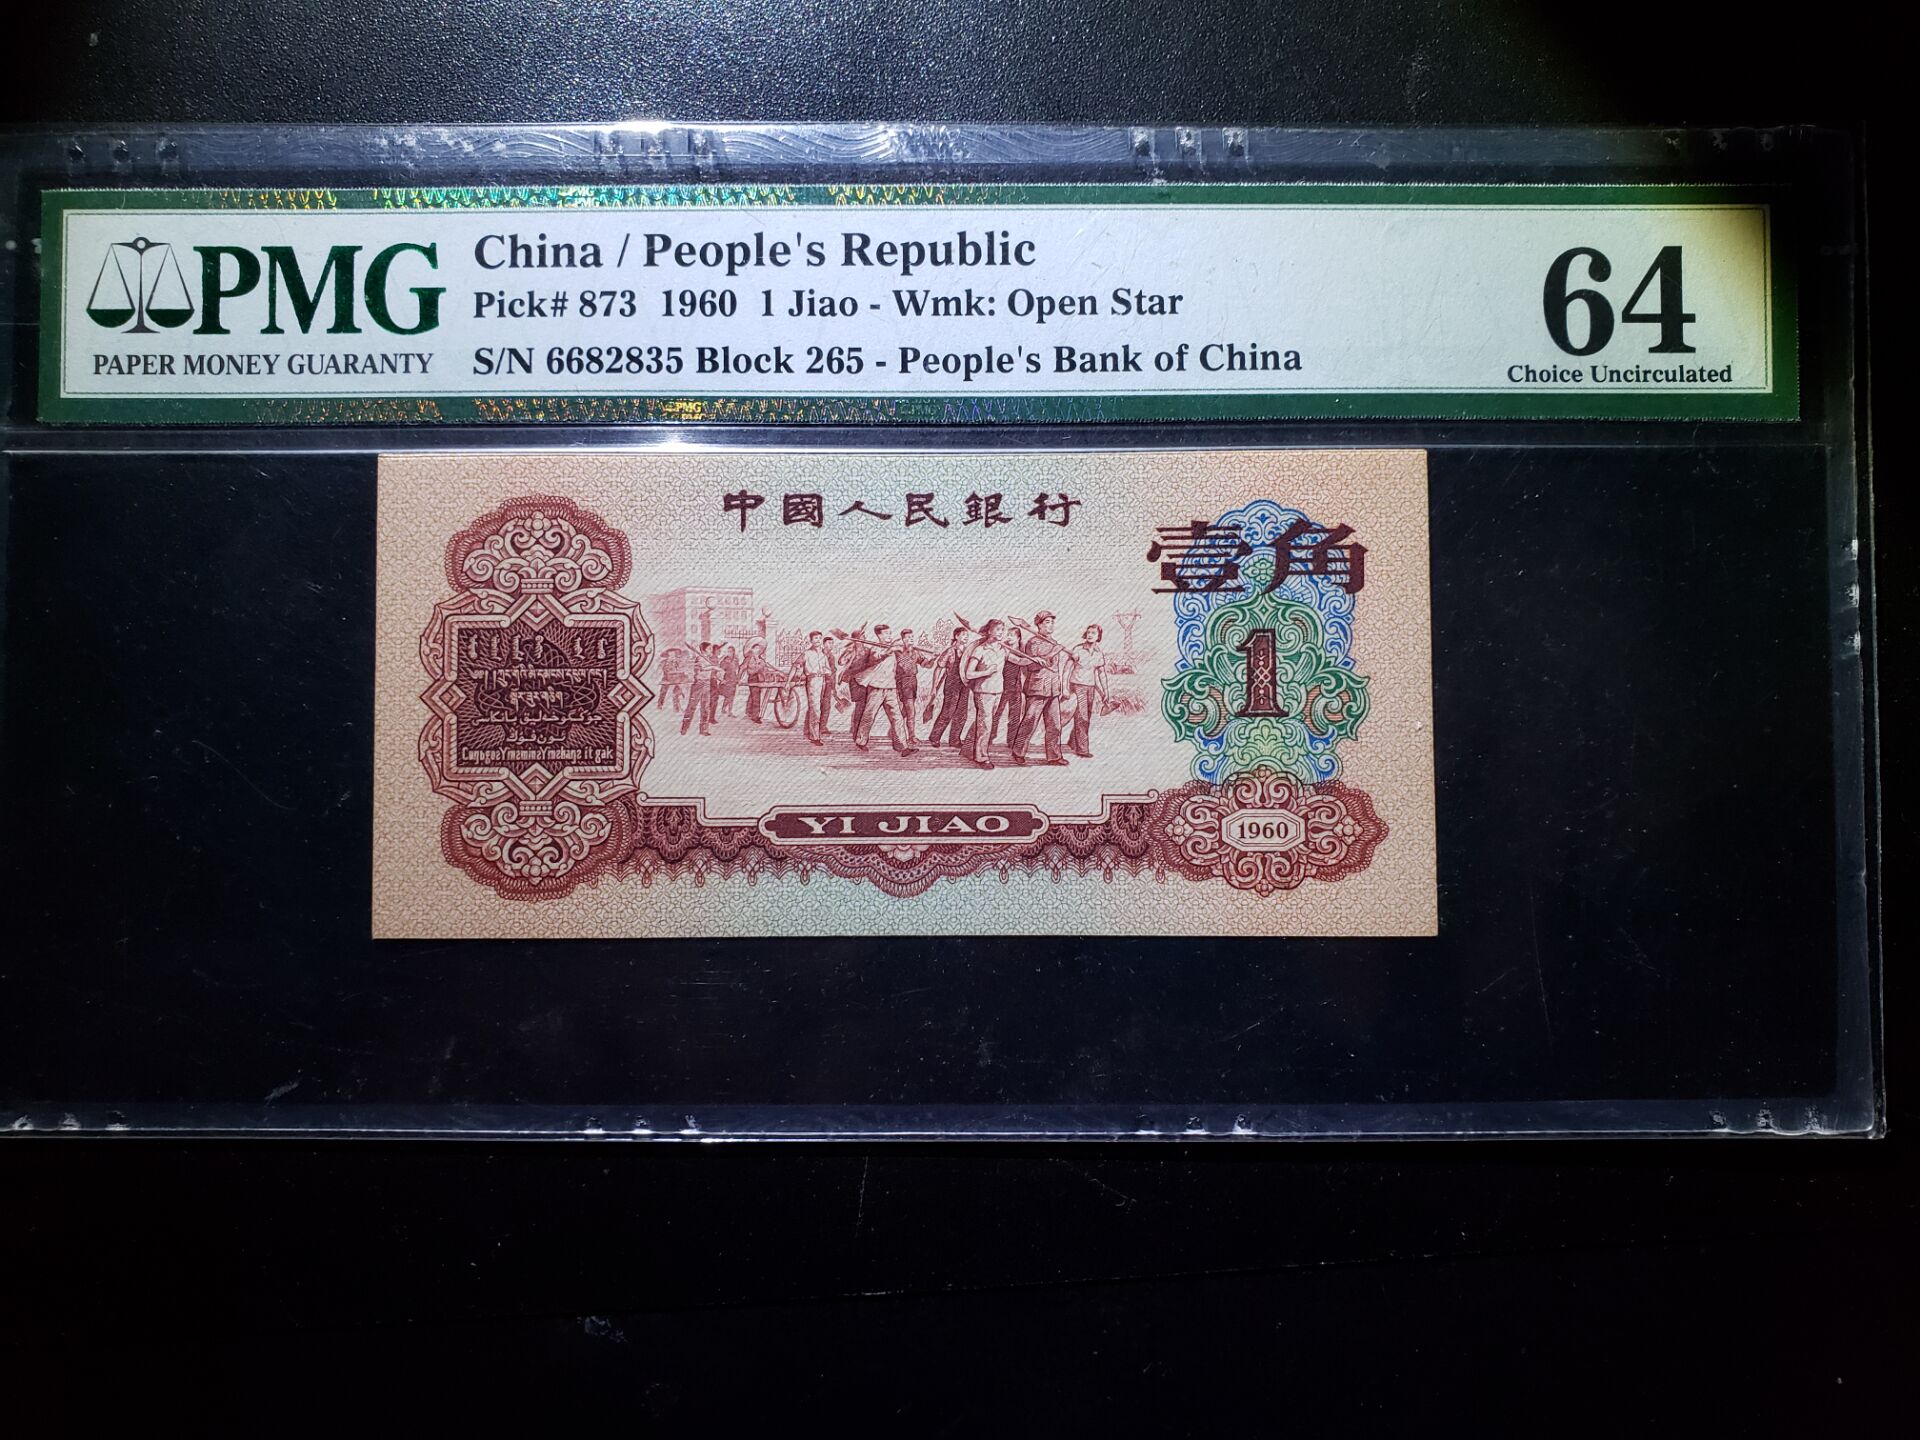 PMG
PAPER MONEY GUARANTY
China / People's Republic
Pick# 873 1960 1 Jiao - Wmk: Open Star
S/N 6682835 Block 265 - People's Bank of China
64
Choice Uncirculated
中國人民銀行
壹角
1
YI JIAO
1960